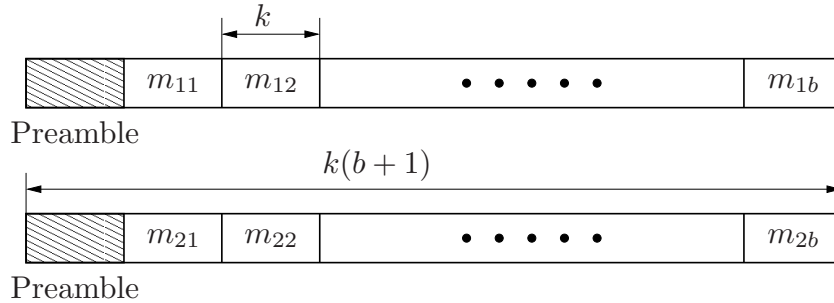 k
m₁₁ m₁₂ • • • • • m₁b
Preamble
k(b + 1)
m₂₁ m₂₂ • • • • • m₂b
Preamble